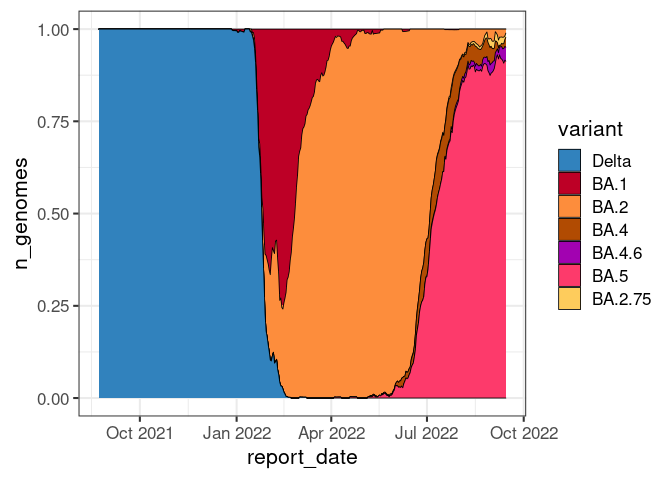 n_genomes
1.00
0.75
0.50
0.25
0.00
Oct 2021 Jan 2022 Apr 2022 Jul 2022 Oct 2022
report_date
variant
Delta
BA.1
BA.2
BA.4
BA.4.6
BA.5
BA.2.75